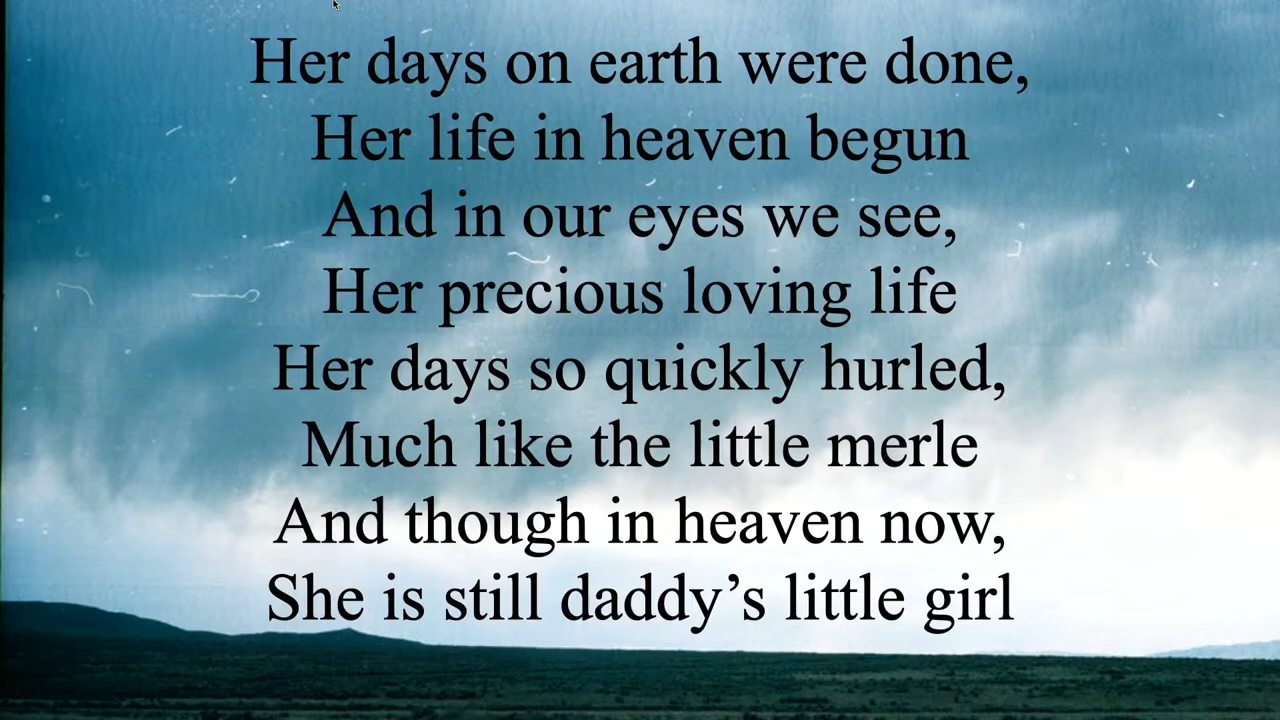 Her days on earth were done,
Her life in heaven begun
And in our eyes we see,
Her precious loving life
Her days so quickly hurled,
Much like the little merle
And though in heaven now,
She is still daddy’s little girl